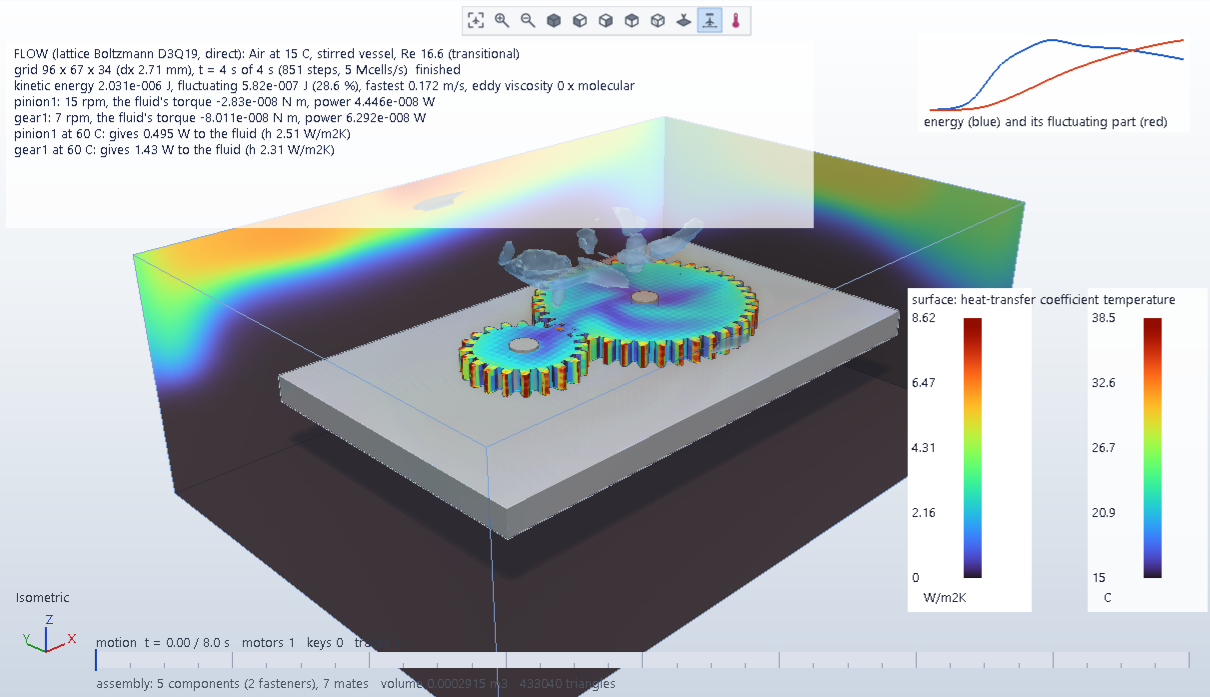 FLOW (lattice Boltzmann D3Q19, direct): Air at 15 C, stirred vessel, Re 16.6 (transitional)
grid 96 x 67 x 34 (dx 2.71 mm), t = 4 s of 4 s (851 steps, 5 Mcells/s)  finished
kinetic energy 2.031e-006 J, fluctuating 5.82e-007 J (28.6 %), fastest 0.172 m/s, eddy viscosity 0 x molecular
pinion1: 15 rpm, the fluid's torque -2.83e-008 N m, power 4.446e-008 W
gear1: 7 rpm, the fluid's torque -8.011e-008 N m, power 6.292e-008 W
pinion1 at 60 C: gives 0.495 W to the fluid (h 2.51 W/m2K)
gear1 at 60 C: gives 1.43 W to the fluid (h 2.31 W/m2K)
energy (blue) and its fluctuating part (red)
surface: heat-transfer coefficient temperature
8.62 38.5
6.47 32.6
4.31 26.7
2.16 20.9
0 15
W/m2K C
Isometric
Z
Y X
motion t = 0.00 / 8.0 s motors 1 keys 0
assembly: 5 components (2 fasteners), 7 mates volume 0.0002915 m3 433040 triangles